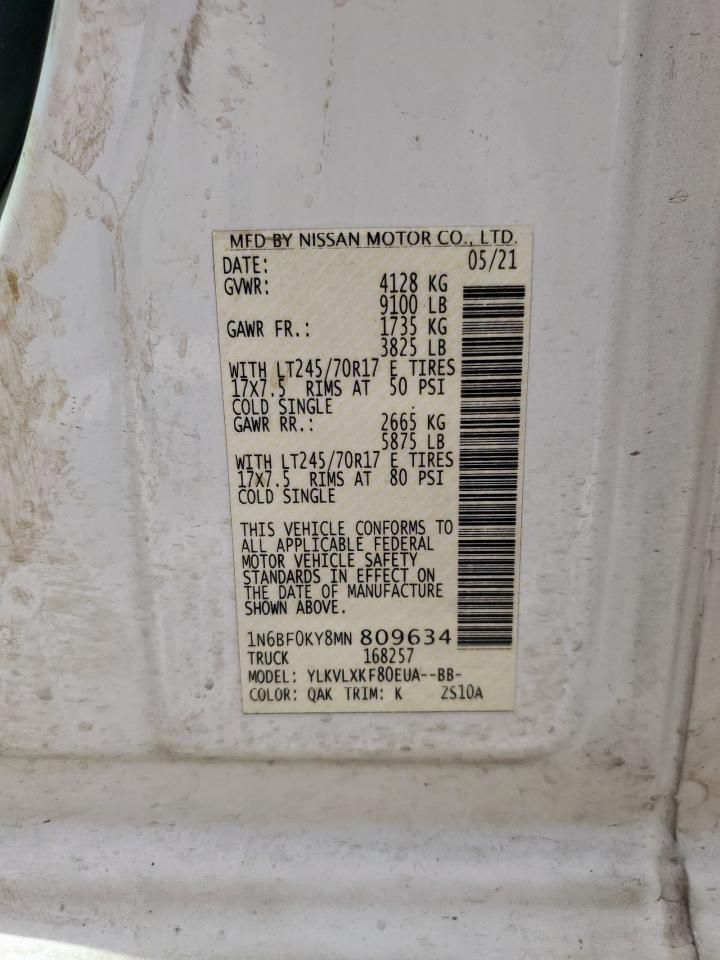 MFD BY NISSAN MOTOR CO., LTD.
DATE: 05/21
GVWR: 4128 KG
9100 LB
GAWR FR.: 1735 KG
3825 LB
WITH LT245/70R17 E TIRES
17X7.5 RIMS AT 50 PSI
COLD SINGLE
GAWR RR.: 2665 KG
5875 LB
WITH LT245/70R17 E TIRES
17X7.5 RIMS AT 80 PSI
COLD SINGLE
THIS VEHICLE CONFORMS TO
ALL APPLICABLE FEDERAL
MOTOR VEHICLE SAFETY
STANDARDS IN EFFECT ON
THE DATE OF MANUFACTURE
SHOWN ABOVE.
1N6BF0KY8MN 809634
TRUCK 168257
MODEL: YLKVLXKF80EUA--BB-
COLOR: QAK TRIM: K ZS10A